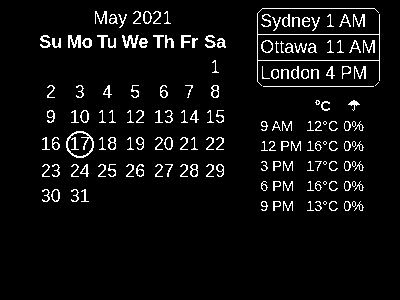 May 2021
Su Mo Tu We Th Fr Sa
1
2 3 4 5 6 7 8
9 10 11 12 13 14 15
16 17 18 19 20 21 22
23 24 25 26 27 28 29
30 31
Sydney 1 AM
Ottawa 11 AM
London 4 PM
°C ☂
9 AM 12°C 0%
12 PM 16°C 0%
3 PM 17°C 0%
6 PM 16°C 0%
9 PM 13°C 0%